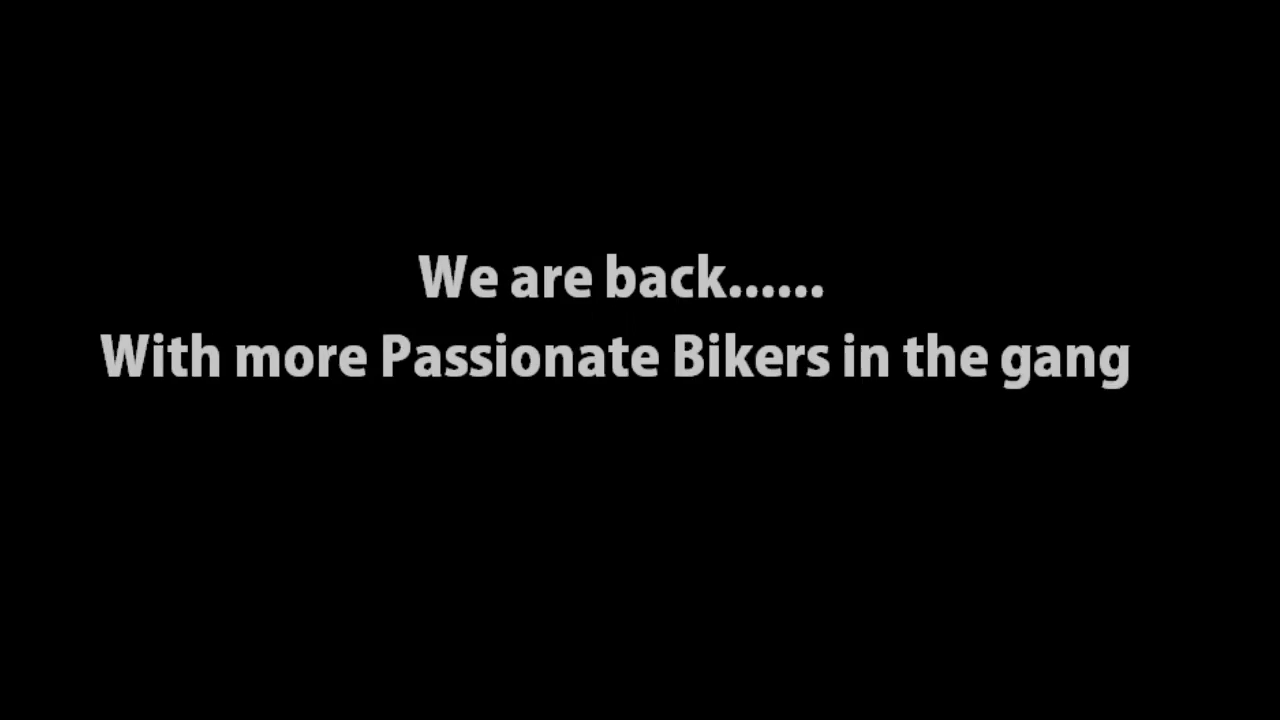 We are back......
With more Passionate Bikers in the gang